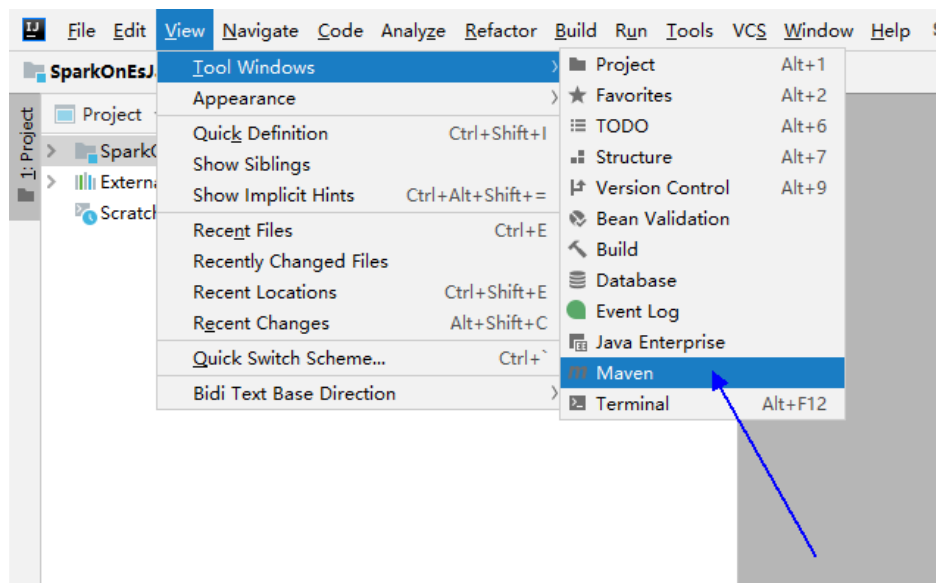 IJ
File Edit View Navigate Code Analyze Refactor Build Run Tools VCS Window Help
SparkOnEsJ
1: Project
Project
SparkO
Externa
Scratch
Tool Windows
Appearance
Quick Definition Ctrl+Shift+I
Show Siblings
Show Implicit Hints Ctrl+Alt+Shift+=
Recent Files Ctrl+E
Recently Changed Files
Recent Locations Ctrl+Shift+E
Recent Changes Alt+Shift+C
Quick Switch Scheme... Ctrl+`
Bidi Text Base Direction
Project Alt+1
Favorites Alt+2
TODO Alt+6
Structure Alt+7
Version Control Alt+9
Bean Validation
Build
Database
Event Log
Java Enterprise
Maven
Terminal Alt+F12